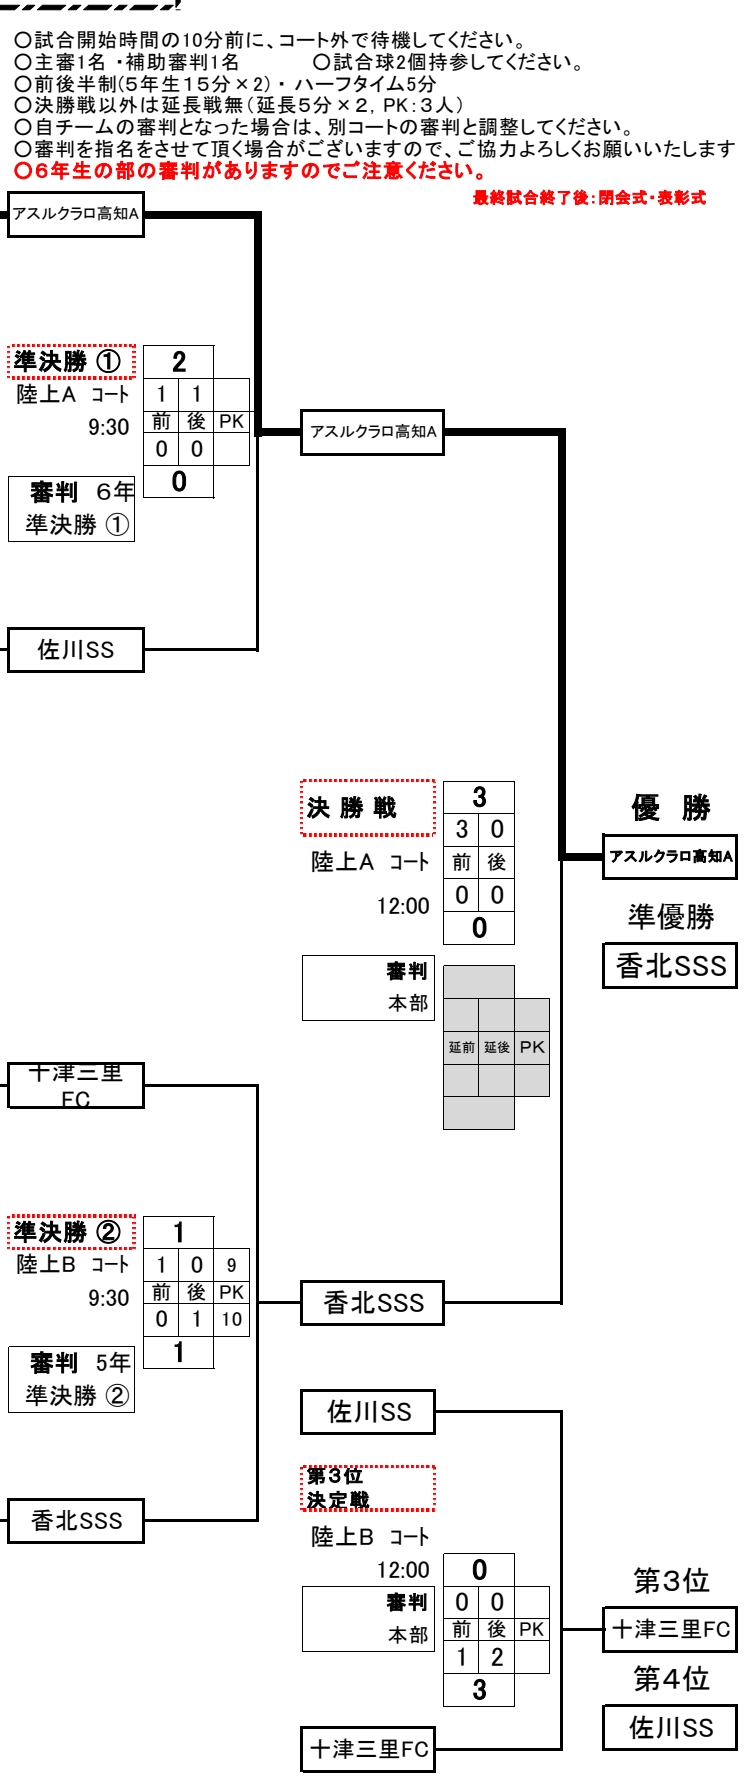 〇試合開始時間の10分前に、コート外で待機してください。
〇主審1名 ・補助審判1名　〇試合球2個持参してください。
〇前後半制(5年生15分×2)・ ハーフタイム5分
〇決勝戦以外は延長戦無(延長5分×2, PK:3人)
〇自チームの審判となった場合は、別コートの審判と調整してください。
〇審判を指名をさせて頂く場合がございますので、ご協力よろしくお願いいたします
〇6年生の部の審判がありますのでご注意ください。
最終試合終了後:閉会式・表彰式
アスルクラロ高知A
準決勝 ①
2
陸上A コート
1 1
9:30
前 後 PK
0 0
0
審判 6年
準決勝 ①
アスルクラロ高知A
佐川SS
決 勝 戦
3
3 0
陸上A コート
前 後
12:00
0 0
0
審判
本部
延前 延後 PK
優 勝
アスルクラロ高知A
準優勝
香北SSS
十津三里
FC
準決勝 ②
1
陸上B コート
1 0 9
9:30
前 後 PK
0 1 10
1
審判 5年
準決勝 ②
香北SSS
香北SSS
佐川SS
第3位
決定戦
陸上B コート
12:00
0
審判
0 0
本部
前 後 PK
1 2
3
十津三里FC
第3位
十津三里FC
第4位
佐川SS